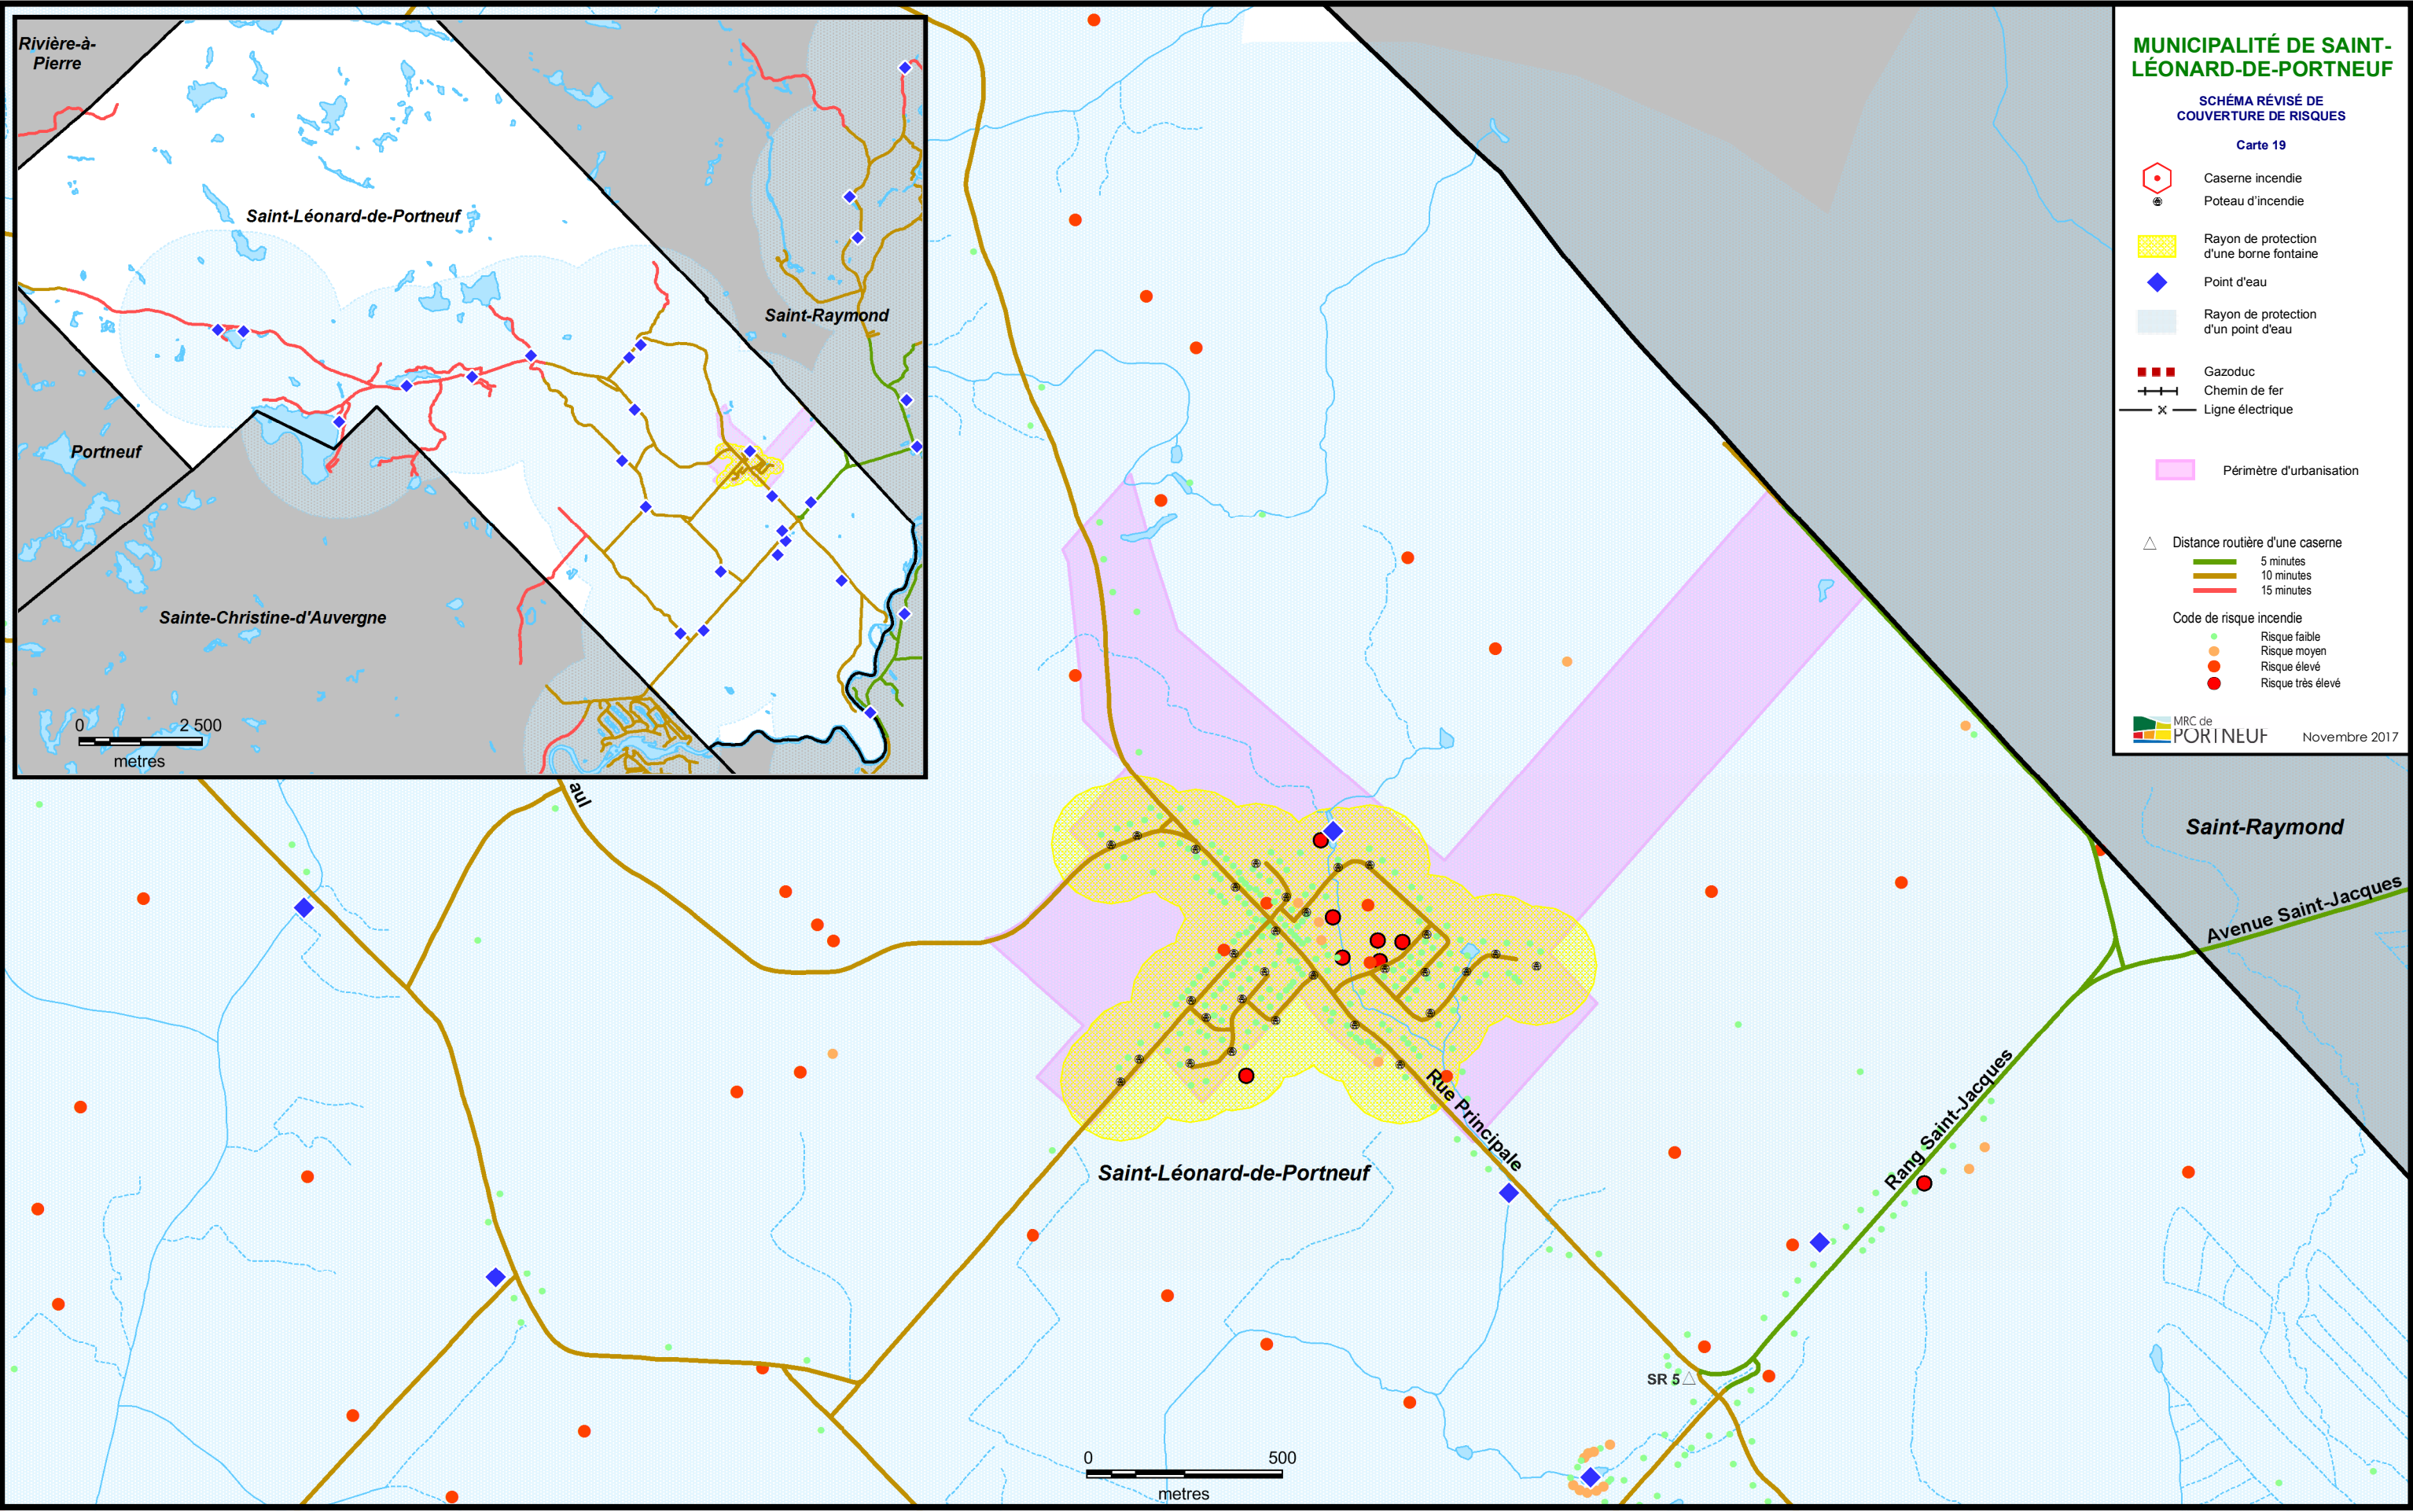 Rivière-à-
Pierre
Saint-Léonard-de-Portneuf
Saint-Raymond
Portneuf
Sainte-Christine-d'Auvergne
0 2 500
metres
MUNICIPALITÉ DE SAINT-
LÉONARD-DE-PORTNEUF
SCHÉMA RÉVISÉ DE
COUVERTURE DE RISQUES
Carte 19
Caserne incendie
Poteau d'incendie
Rayon de protection
d'une borne fontaine
Point d'eau
Rayon de protection
d'un point d'eau
Gazoduc
Chemin de fer
Ligne électrique
Périmètre d'urbanisation
Distance routière d'une caserne
5 minutes
10 minutes
15 minutes
Code de risque incendie
Risque faible
Risque moyen
Risque élevé
Risque très élevé
MRC de
PORTNEUF
Novembre 2017
aul
Saint-Raymond
Avenue Saint-Jacques
Rang Saint-Jacques
Rue Principale
Saint-Léonard-de-Portneuf
SR 5
0 500
metres